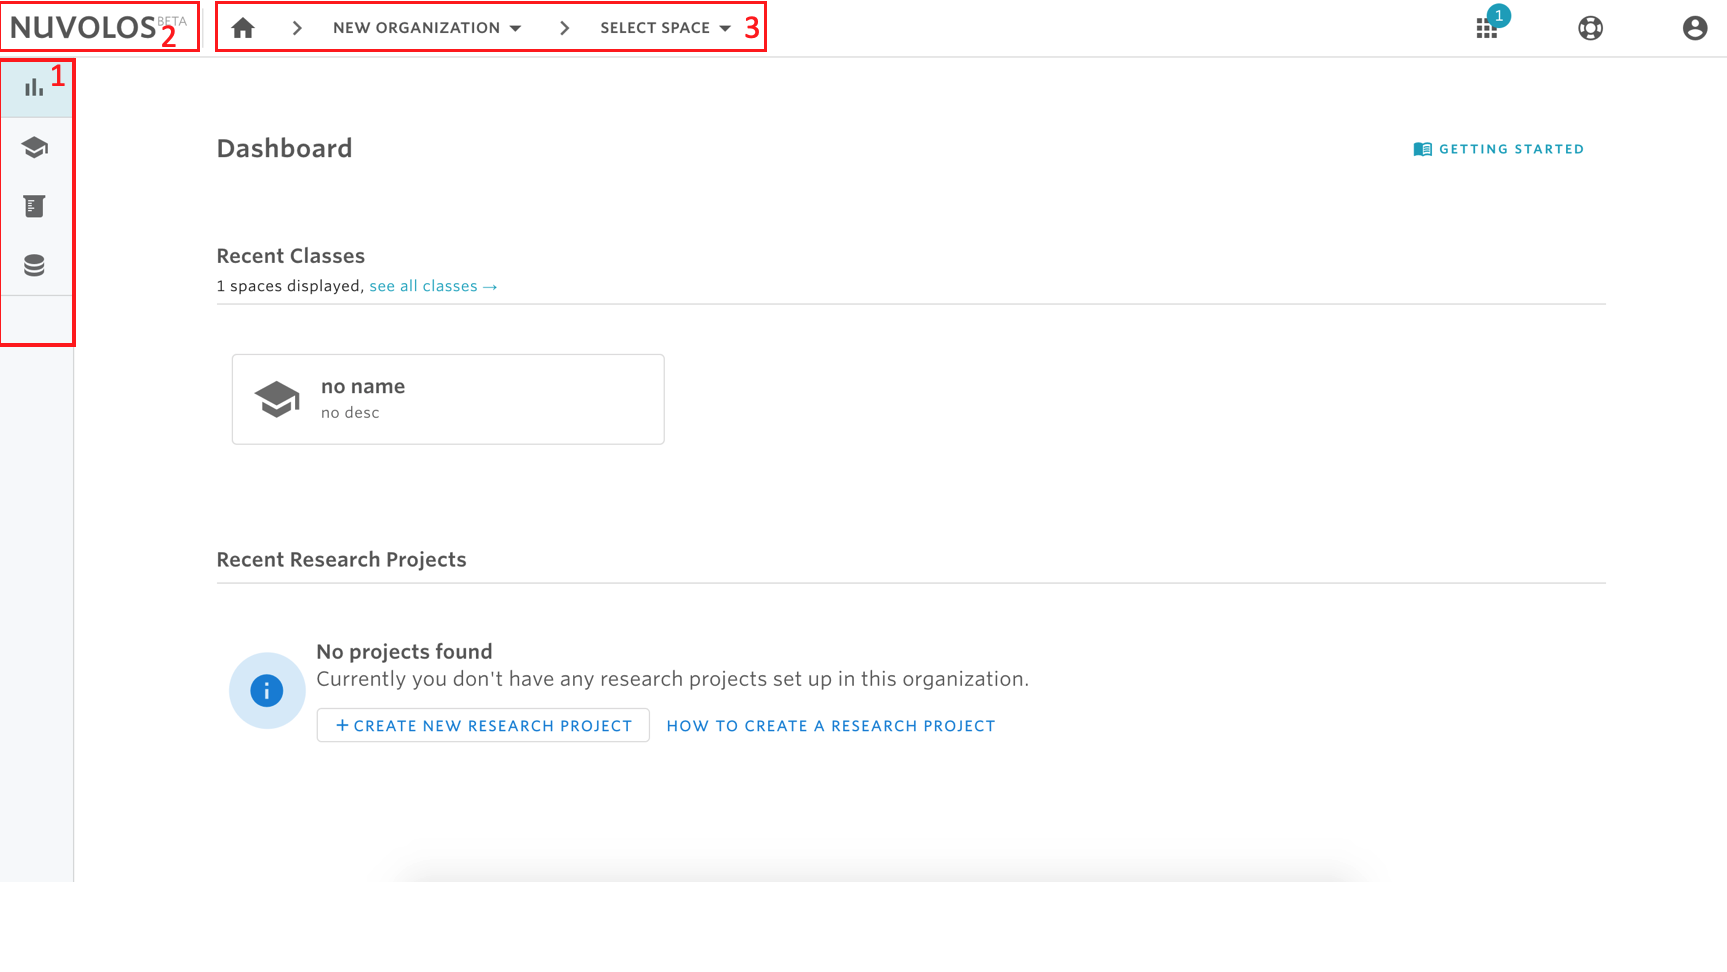 NUVOLOS BETA 2
NEW ORGANIZATION
SELECT SPACE 3
1
1
Dashboard
GETTING STARTED
Recent Classes
1 spaces displayed, see all classes →
no name
no desc
Recent Research Projects
No projects found
Currently you don't have any research projects set up in this organization.
+ CREATE NEW RESEARCH PROJECT
HOW TO CREATE A RESEARCH PROJECT